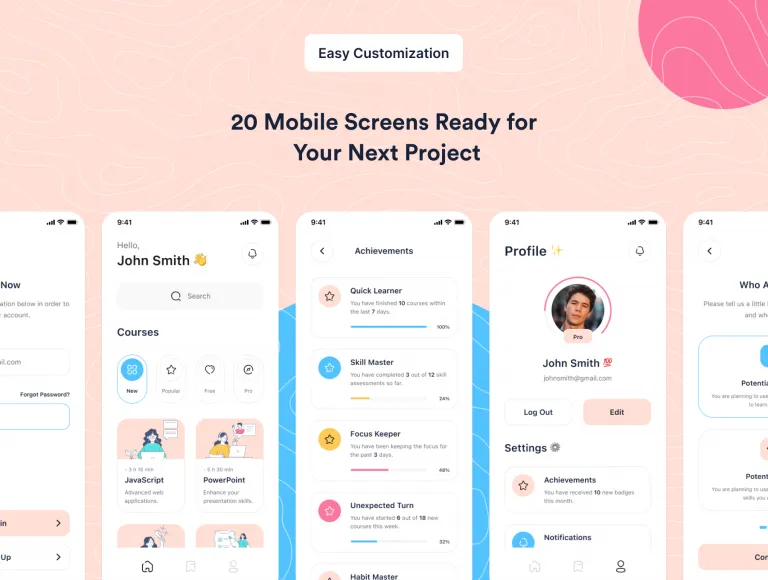 Easy Customization
20 Mobile Screens Ready for
Your Next Project
Now
ation below in order to
account.
il.com
Forgot Password?
in
Up
9:41
Hello,
John Smith 👋
Search
Courses
New
Popular
Free
Pro
3 h 15 min
JavaScript
Advanced web
applications.
5 h 30 min
PowerPoint
Enhance your
presentation skills.
9:41
Achievements
Quick Learner
You have finished 10 courses within
the last 7 days.
100%
Skill Master
You have completed 3 out of 12 skill
assessments so far.
24%
Focus Keeper
You have been keeping the focus for
the past 3 days.
48%
Unexpected Turn
You have started 6 out of 18 new
courses this week.
32%
Habit Master
9:41
Profile ✨
Pro
John Smith 💯
johnsmith@gmail.com
Log Out
Edit
Settings ⚙️
Achievements
You have received 10 new badges
this month.
Notifications
9:41
Who A
Please tell us a little
and wh
Potential
You are planning to use
to learn
Potent
You are planning to use
skills you
Con